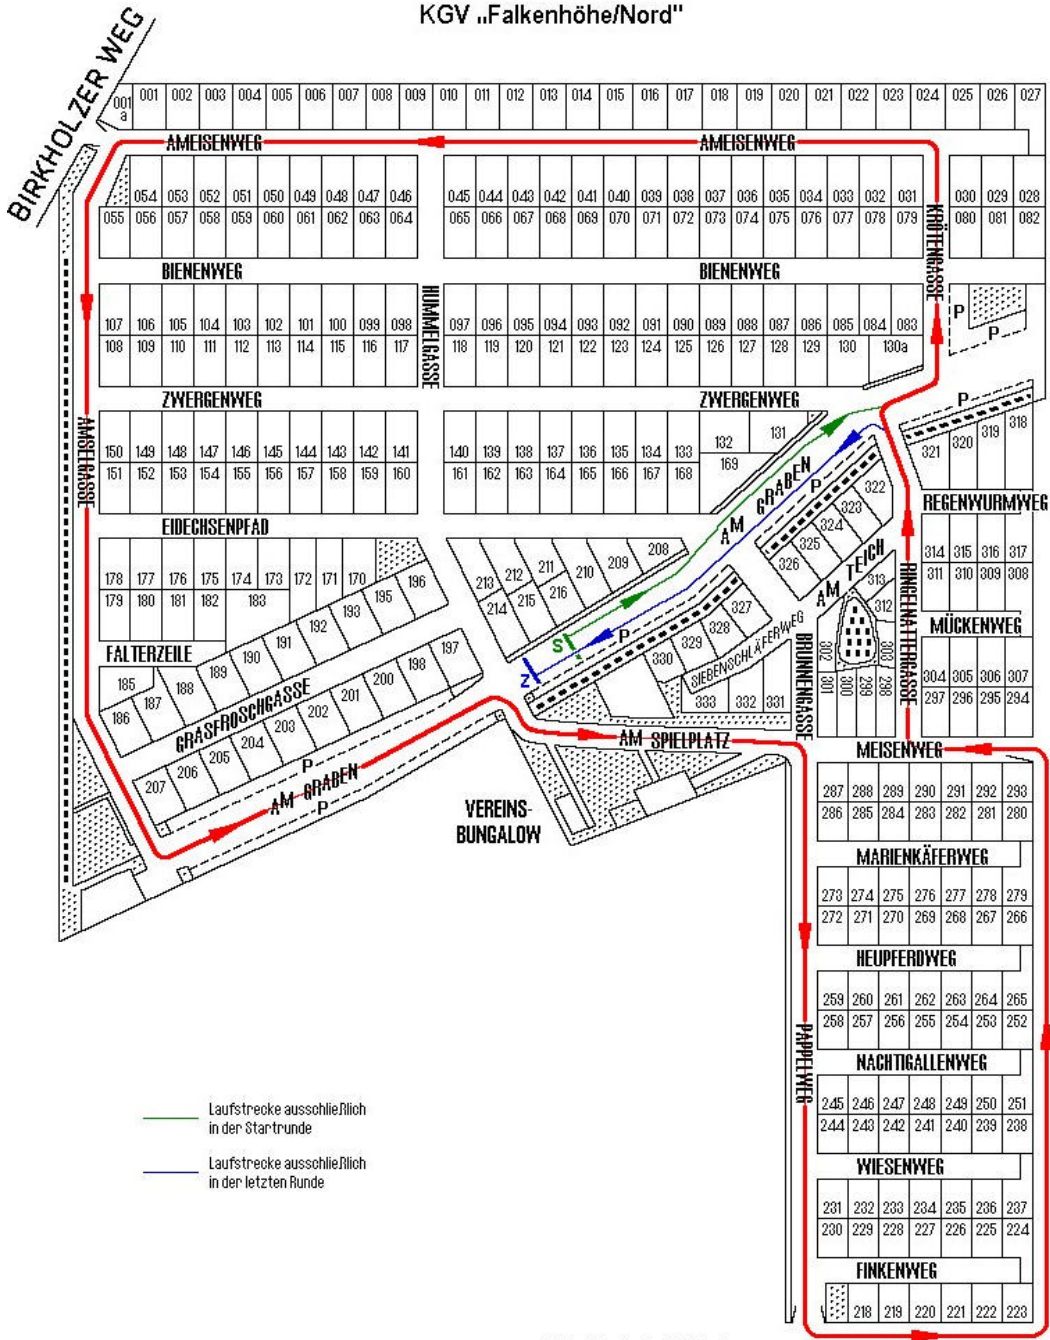 KGV „Falkenhöhe/Nord"
BIRKHOLZER WEG
001a 001 002 003 004 005 006 007 008 009 010 011 012 013 014 015 016 017 018 019 020 021 022 023 024 025 026 027
AMEISENWEG AMEISENWEG
054 053 052 051 050 049 048 047 046 045 044 043 042 041 040 039 038 037 036 035 034 033 032 031 030 029 028
055 056 057 058 059 060 061 062 063 064 065 066 067 068 069 070 071 072 073 074 075 076 077 078 079 080 081 082
KRÖTENGASSE
BIENENWEG BIENENWEG
HUMMELGASSE
107 106 105 104 103 102 101 100 099 098 097 096 095 094 093 092 091 090 089 088 087 086 085 084 083
P
P
108 109 110 111 112 113 114 115 116 117 118 119 120 121 122 123 124 125 126 127 128 129 130 130a
ZWERGENWEG ZWERGENWEG
P
AMSELGASSE
150 149 148 147 146 145 144 143 142 141 140 139 138 137 136 135 134 133 132 131
321 320 319 318
151 152 153 154 155 156 157 158 159 160 161 162 163 164 165 166 167 168 169
AM GRABEN
P
322
323
324
325
326
REGENWURMWEG
EIDECHSENPFAD
AM TEICH
RINGELNATTERGASSE
314 315 316 317
311 310 309 308
178 177 176 175 174 173 172 171 170
179 180 181 182 183
196
195
193
192
191
190
189
188
187
186
185
213 212 211 210 209 208
214 215 216
313
312
327
328
329
330
SIEBENSCHLÄFERWEG
BRUNNENGASSE
MÜCKENWEG
FALTERZEILE
S
P
Z
302 303
301 300 299 298
304 305 306 307
297 296 295 294
333 332 331
GRASFROSCHGASSE
197
198
200
201
202
203
204
205
206
207
P
AM GRABEN
P
AM SPIELPLATZ
MEISENWEG
VEREINS-
BUNGALOW
287 288 289 290 291 292 293
286 285 284 283 282 281 280
MARIENKÄFERWEG
273 274 275 276 277 278 279
272 271 270 269 268 267 266
HEUPFERDWEG
259 260 261 262 263 264 265
258 257 256 255 254 253 252
PAPPELWEG
NACHTIGALLENWEG
245 246 247 248 249 250 251
244 243 242 241 240 239 238
WIESENWEG
231 232 233 234 235 236 237
230 229 228 227 226 225 224
FINKENWEG
218 219 220 221 222 223
Laufstrecke ausschließlich
in der Startrunde
Laufstrecke ausschließlich
in der letzten Runde